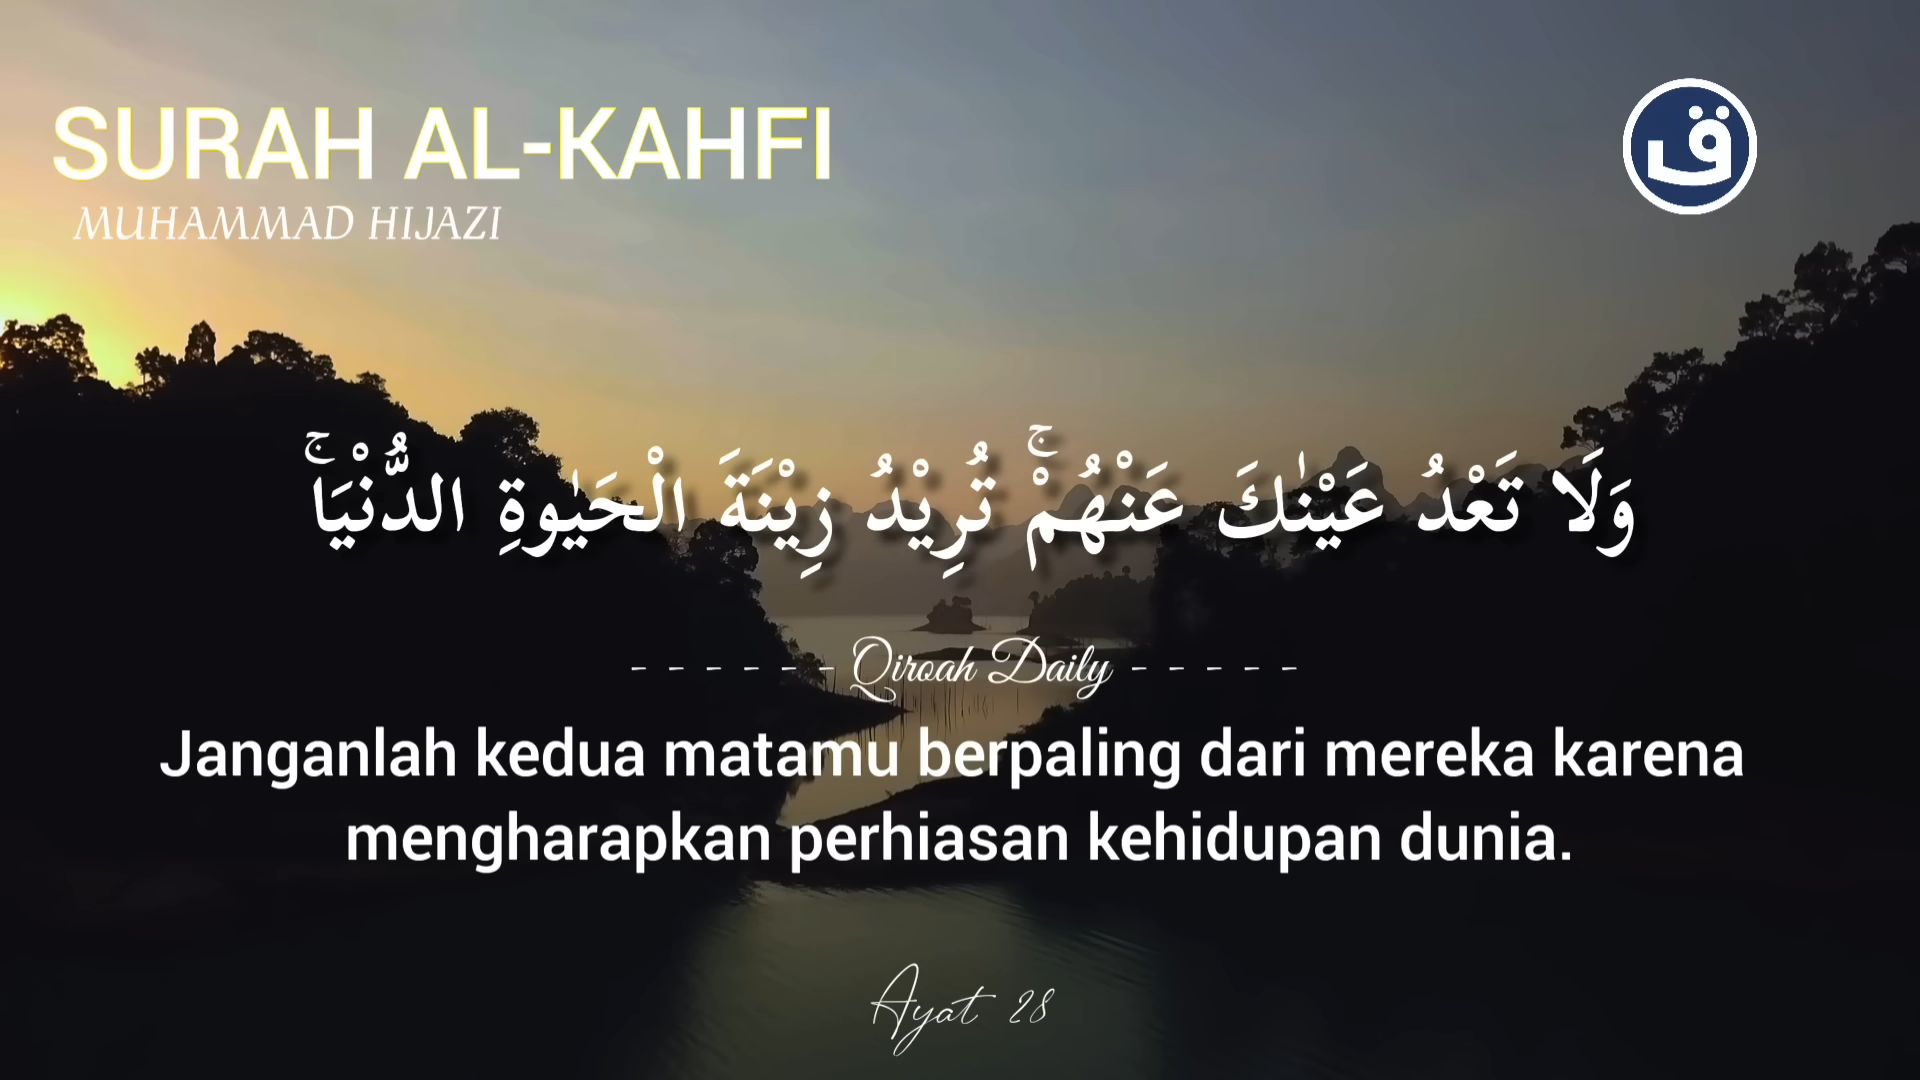 SURAH AL-KAHFI
MUHAMMAD HIJAZI
ق
وَلَا تَعْدُ عَيْنٰكَ عَنْهُمْۚ تُرِيْدُ زِيْنَةَ الْحَيٰوةِ الدُّنْيَاۚ
- - - - - - Qiroah Daily - - - - -
Janganlah kedua matamu berpaling dari mereka karena
mengharapkan perhiasan kehidupan dunia.
Ayat 28